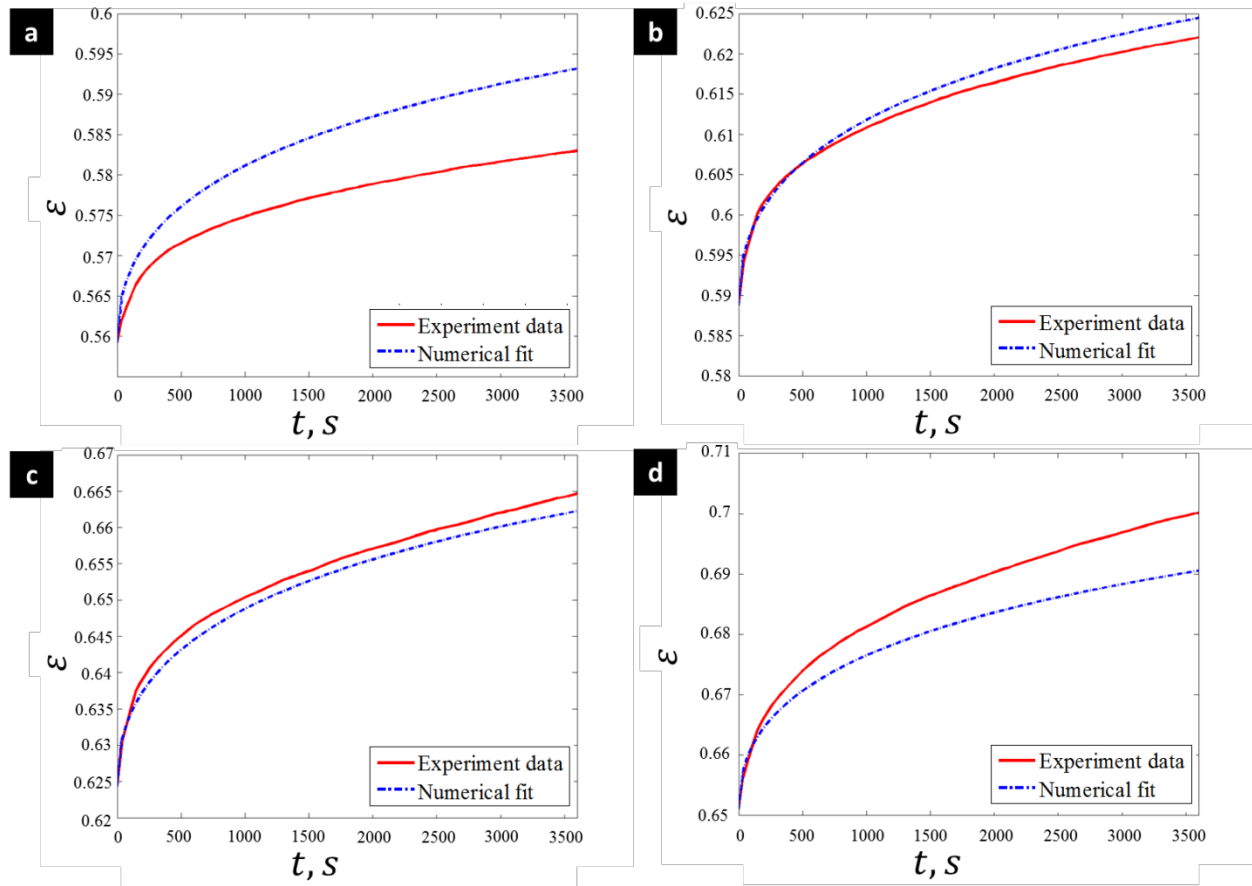 a
0.6
0.595
0.59
0.585
0.58
0.575
0.57
0.565
0.56
ε
Experiment data
Numerical fit
0 500 1000 1500 2000 2500 3000 3500
t, s
b
0.625
0.62
0.615
0.61
0.605
0.6
0.595
0.59
0.585
0.58
ε
Experiment data
Numerical fit
0 500 1000 1500 2000 2500 3000 3500
t, s
c
0.67
0.665
0.66
0.655
0.65
0.645
0.64
0.635
0.63
0.625
0.62
ε
Experiment data
Numerical fit
0 500 1000 1500 2000 2500 3000 3500
t, s
d
0.71
0.7
0.69
0.68
0.67
0.66
0.65
ε
Experiment data
Numerical fit
0 500 1000 1500 2000 2500 3000 3500
t, s